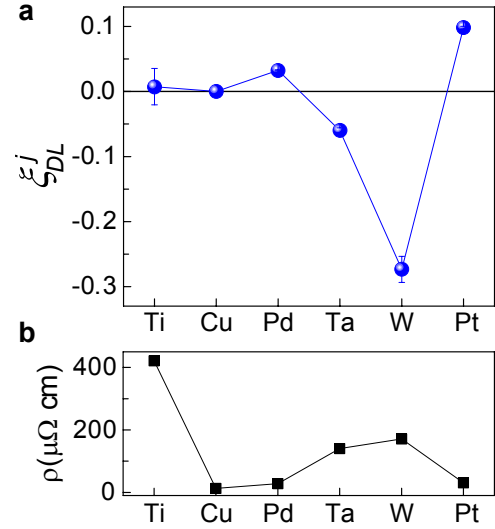 a
0.1
0.0
-0.1
-0.2
-0.3
ξ^j_DL
Ti Cu Pd Ta W Pt
b
400
200
0
ρ(μΩ cm)
Ti Cu Pd Ta W Pt